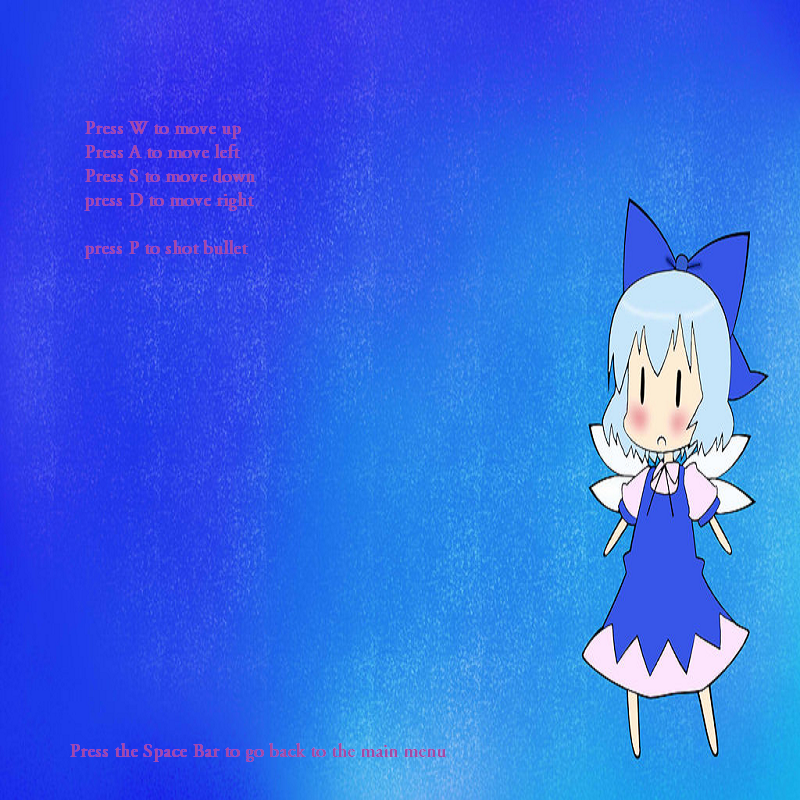 Press W to move up
Press A to move left
Press S to move down
press D to move right
press P to shot bullet
Press the Space Bar to go back to the main menu